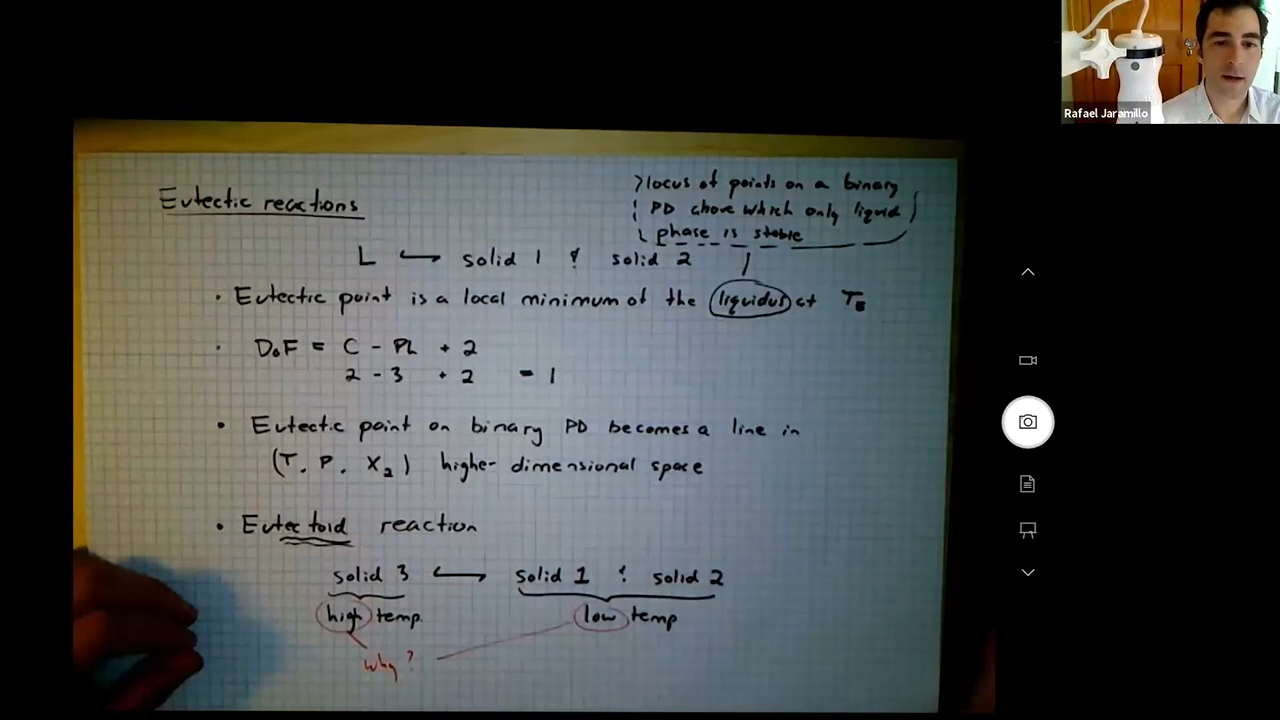 Rafael Jaramillo
Eutectic reactions
locus of points on a binary
PD above which only liquid
phase is stable
L ⟷ solid 1 & solid 2
• Eutectic point is a local minimum of the liquidus at T_E
• DoF = C - Ph + 2
2 - 3 + 2 = 1
• Eutectic point on binary PD becomes a line in
(T, P, X₂) higher-dimensional space
• Eutectoid reaction
solid 3 ⟷ solid 1 & solid 2
high temp. low temp
why?